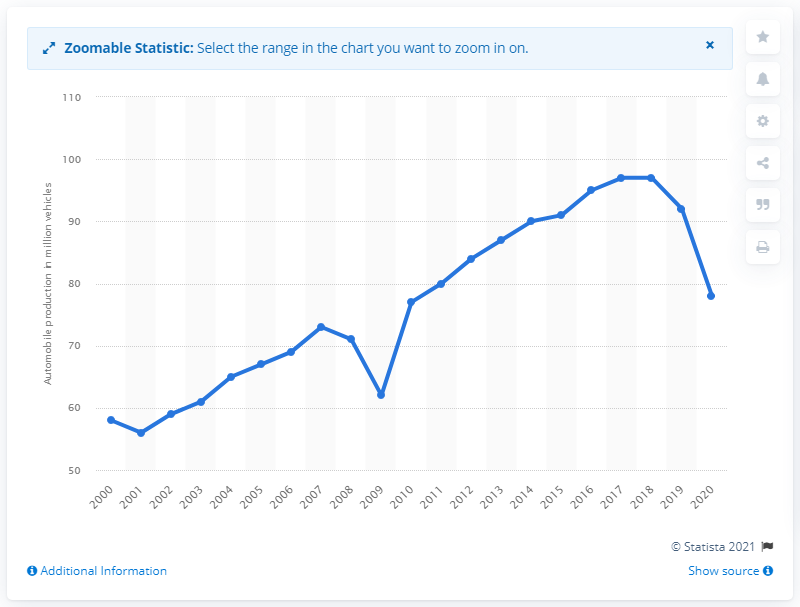 Zoomable Statistic: Select the range in the chart you want to zoom in on. ×
Automobile production in million vehicles
110
100
90
80
70
60
50
2000 2001 2002 2003 2004 2005 2006 2007 2008 2009 2010 2011 2012 2013 2014 2015 2016 2017 2018 2019 2020
© Statista 2021
Additional Information Show source